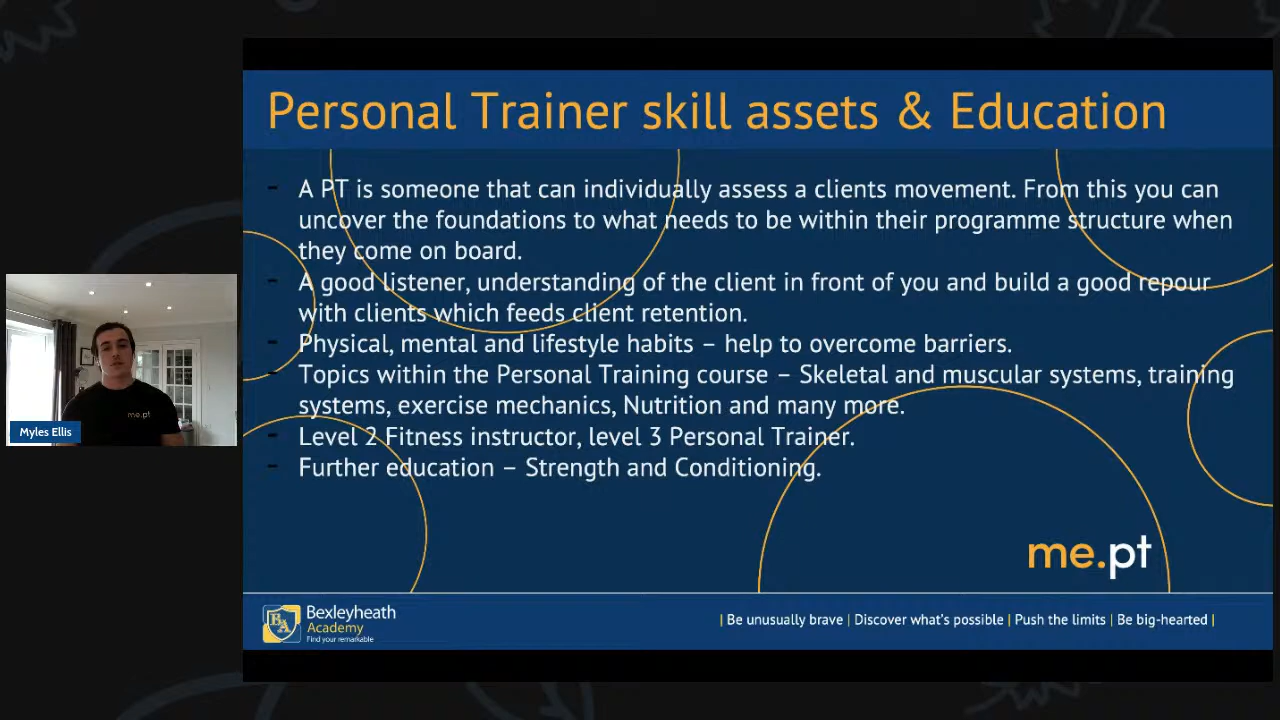 Personal Trainer skill assets & Education
- A PT is someone that can individually assess a clients movement. From this you can
uncover the foundations to what needs to be within their programme structure when
they come on board.
- A good listener, understanding of the client in front of you and build a good repour
with clients which feeds client retention.
- Physical, mental and lifestyle habits – help to overcome barriers.
- Topics within the Personal Training course – Skeletal and muscular systems, training
systems, exercise mechanics, Nutrition and many more.
- Level 2 Fitness instructor, level 3 Personal Trainer.
- Further education – Strength and Conditioning.
me.pt
Myles Ellis
me.pt
BA
Bexleyheath
Academy
Find your remarkable
| Be unusually brave | Discover what's possible | Push the limits | Be big-hearted |